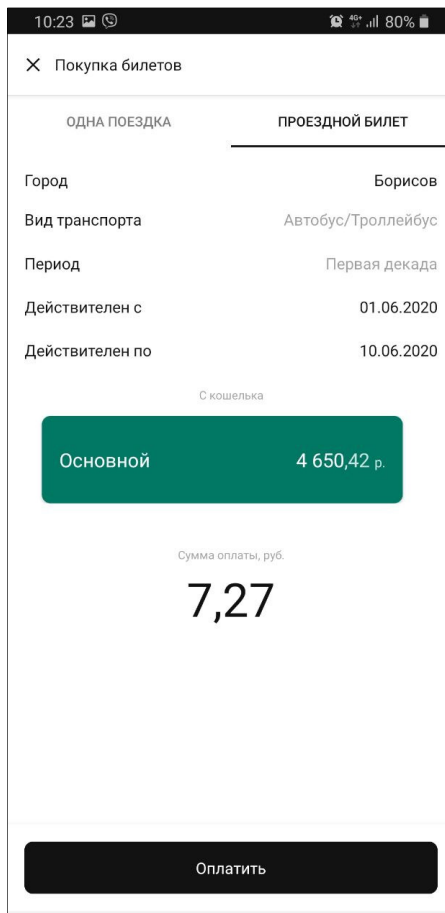 10:23 4G+ 80%
Покупка билетов
ОДНА ПОЕЗДКА ПРОЕЗДНОЙ БИЛЕТ
Город Борисов
Вид транспорта Автобус/Троллейбус
Период Первая декада
Действителен с 01.06.2020
Действителен по 10.06.2020
С кошелька
Основной 4 650,42 р.
Сумма оплаты, руб.
7,27
Оплатить